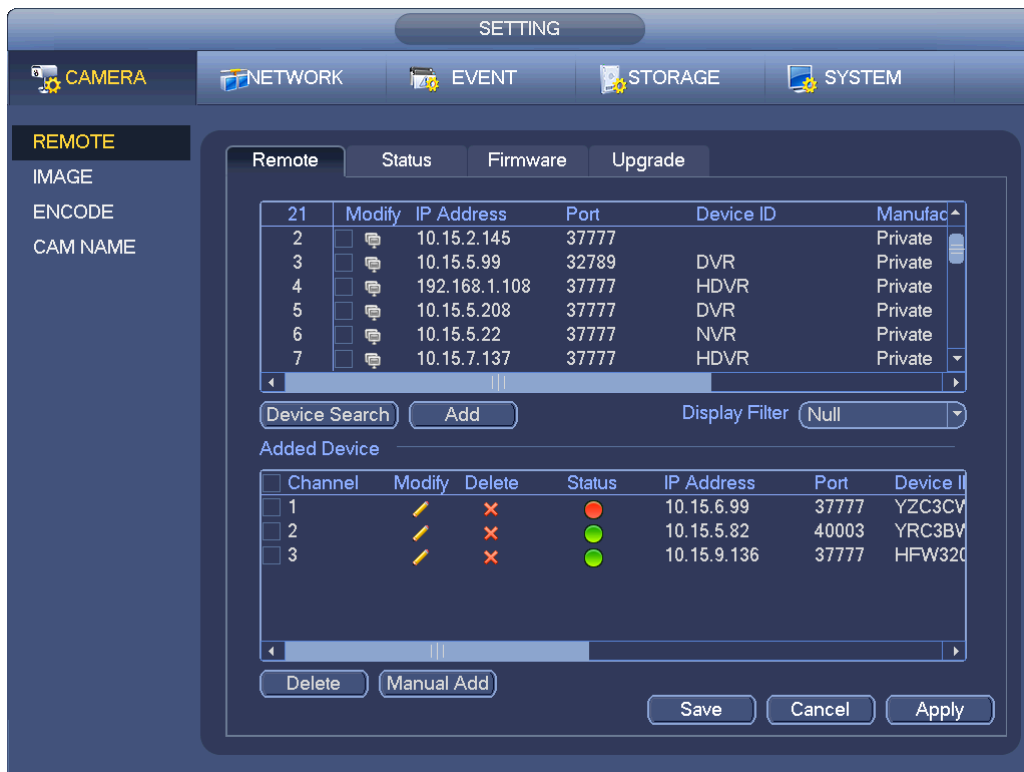 SETTING
CAMERA NETWORK EVENT STORAGE SYSTEM
REMOTE
IMAGE
ENCODE
CAM NAME
Remote Status Firmware Upgrade
21 Modify IP Address Port Device ID Manufac
2 10.15.2.145 37777 Private
3 10.15.5.99 32789 DVR Private
4 192.168.1.108 37777 HDVR Private
5 10.15.5.208 37777 DVR Private
6 10.15.5.22 37777 NVR Private
7 10.15.7.137 37777 HDVR Private
Device Search Add Display Filter Null
Added Device
Channel Modify Delete Status IP Address Port Device I
1 10.15.6.99 37777 YZC3CV
2 10.15.5.82 40003 YRC3BV
3 10.15.9.136 37777 HFW320
Delete Manual Add
Save Cancel Apply